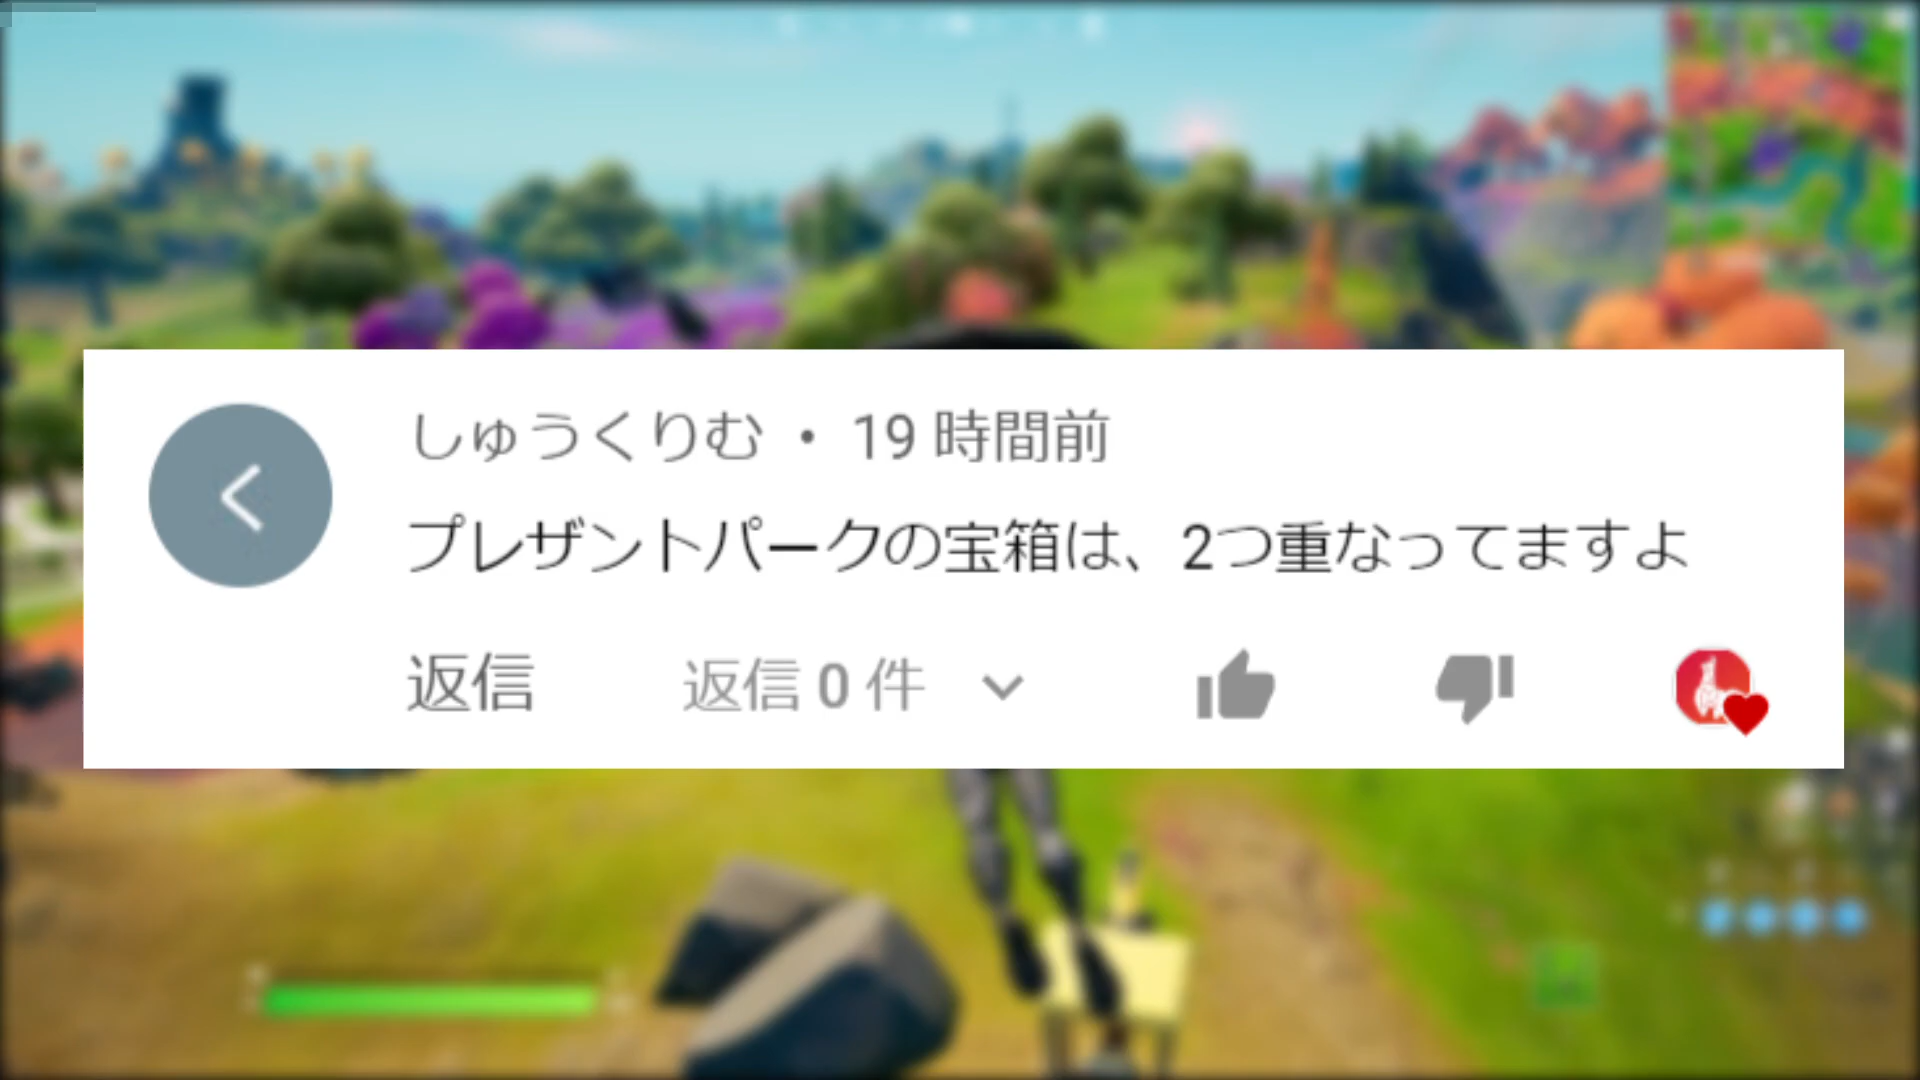 しゅうくりむ・19 時間前
プレザントパークの宝箱は、2つ重なってますよ
返信 返信 0 件